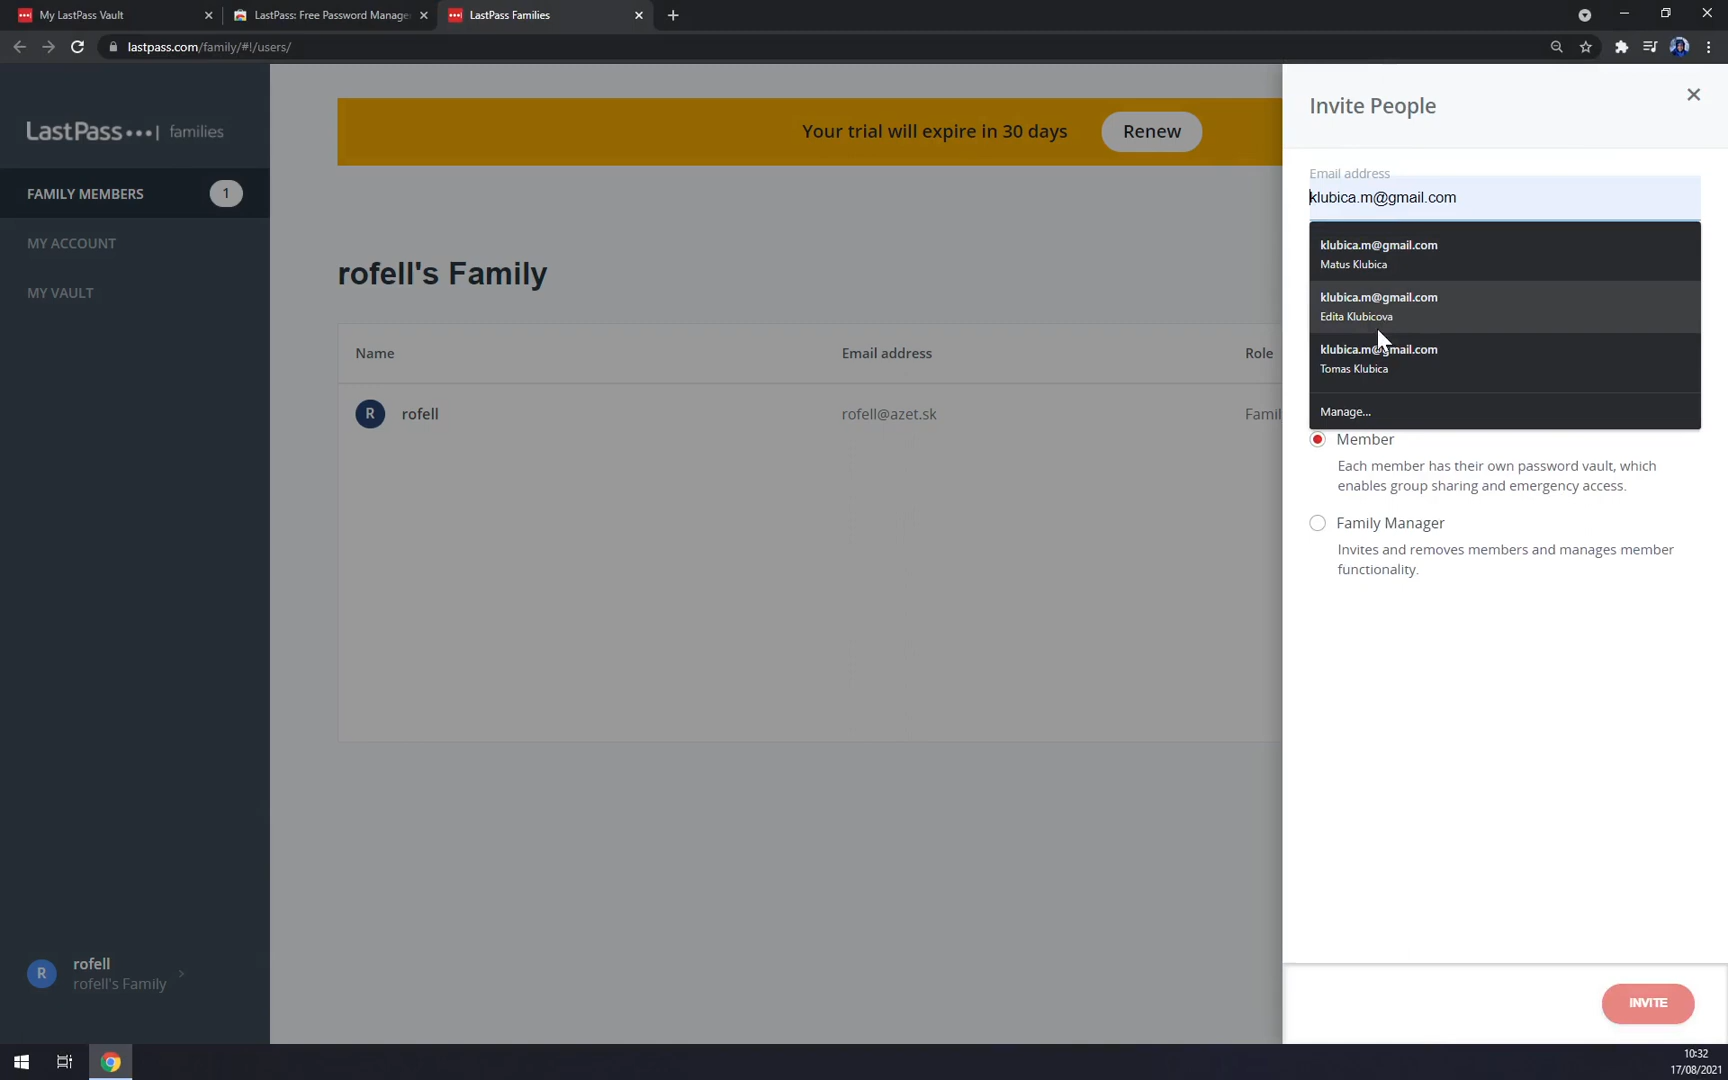 My LastPass Vault
LastPass: Free Password Manage
LastPass Families
lastpass.com/family/#!/users/
LastPass •••| families
FAMILY MEMBERS 1
MY ACCOUNT
MY VAULT
Your trial will expire in 30 days
Renew
rofell's Family
Name Email address Role
R rofell rofell@azet.sk Famil
Invite People
Email address
klubica.m@gmail.com
klubica.m@gmail.com
Matus Klubica
klubica.m@gmail.com
Edita Klubicova
klubica.m@gmail.com
Tomas Klubica
Manage...
Member
Each member has their own password vault, which
enables group sharing and emergency access.
Family Manager
Invites and removes members and manages member
functionality.
INVITE
R rofell
rofell's Family
10:32
17/08/2021